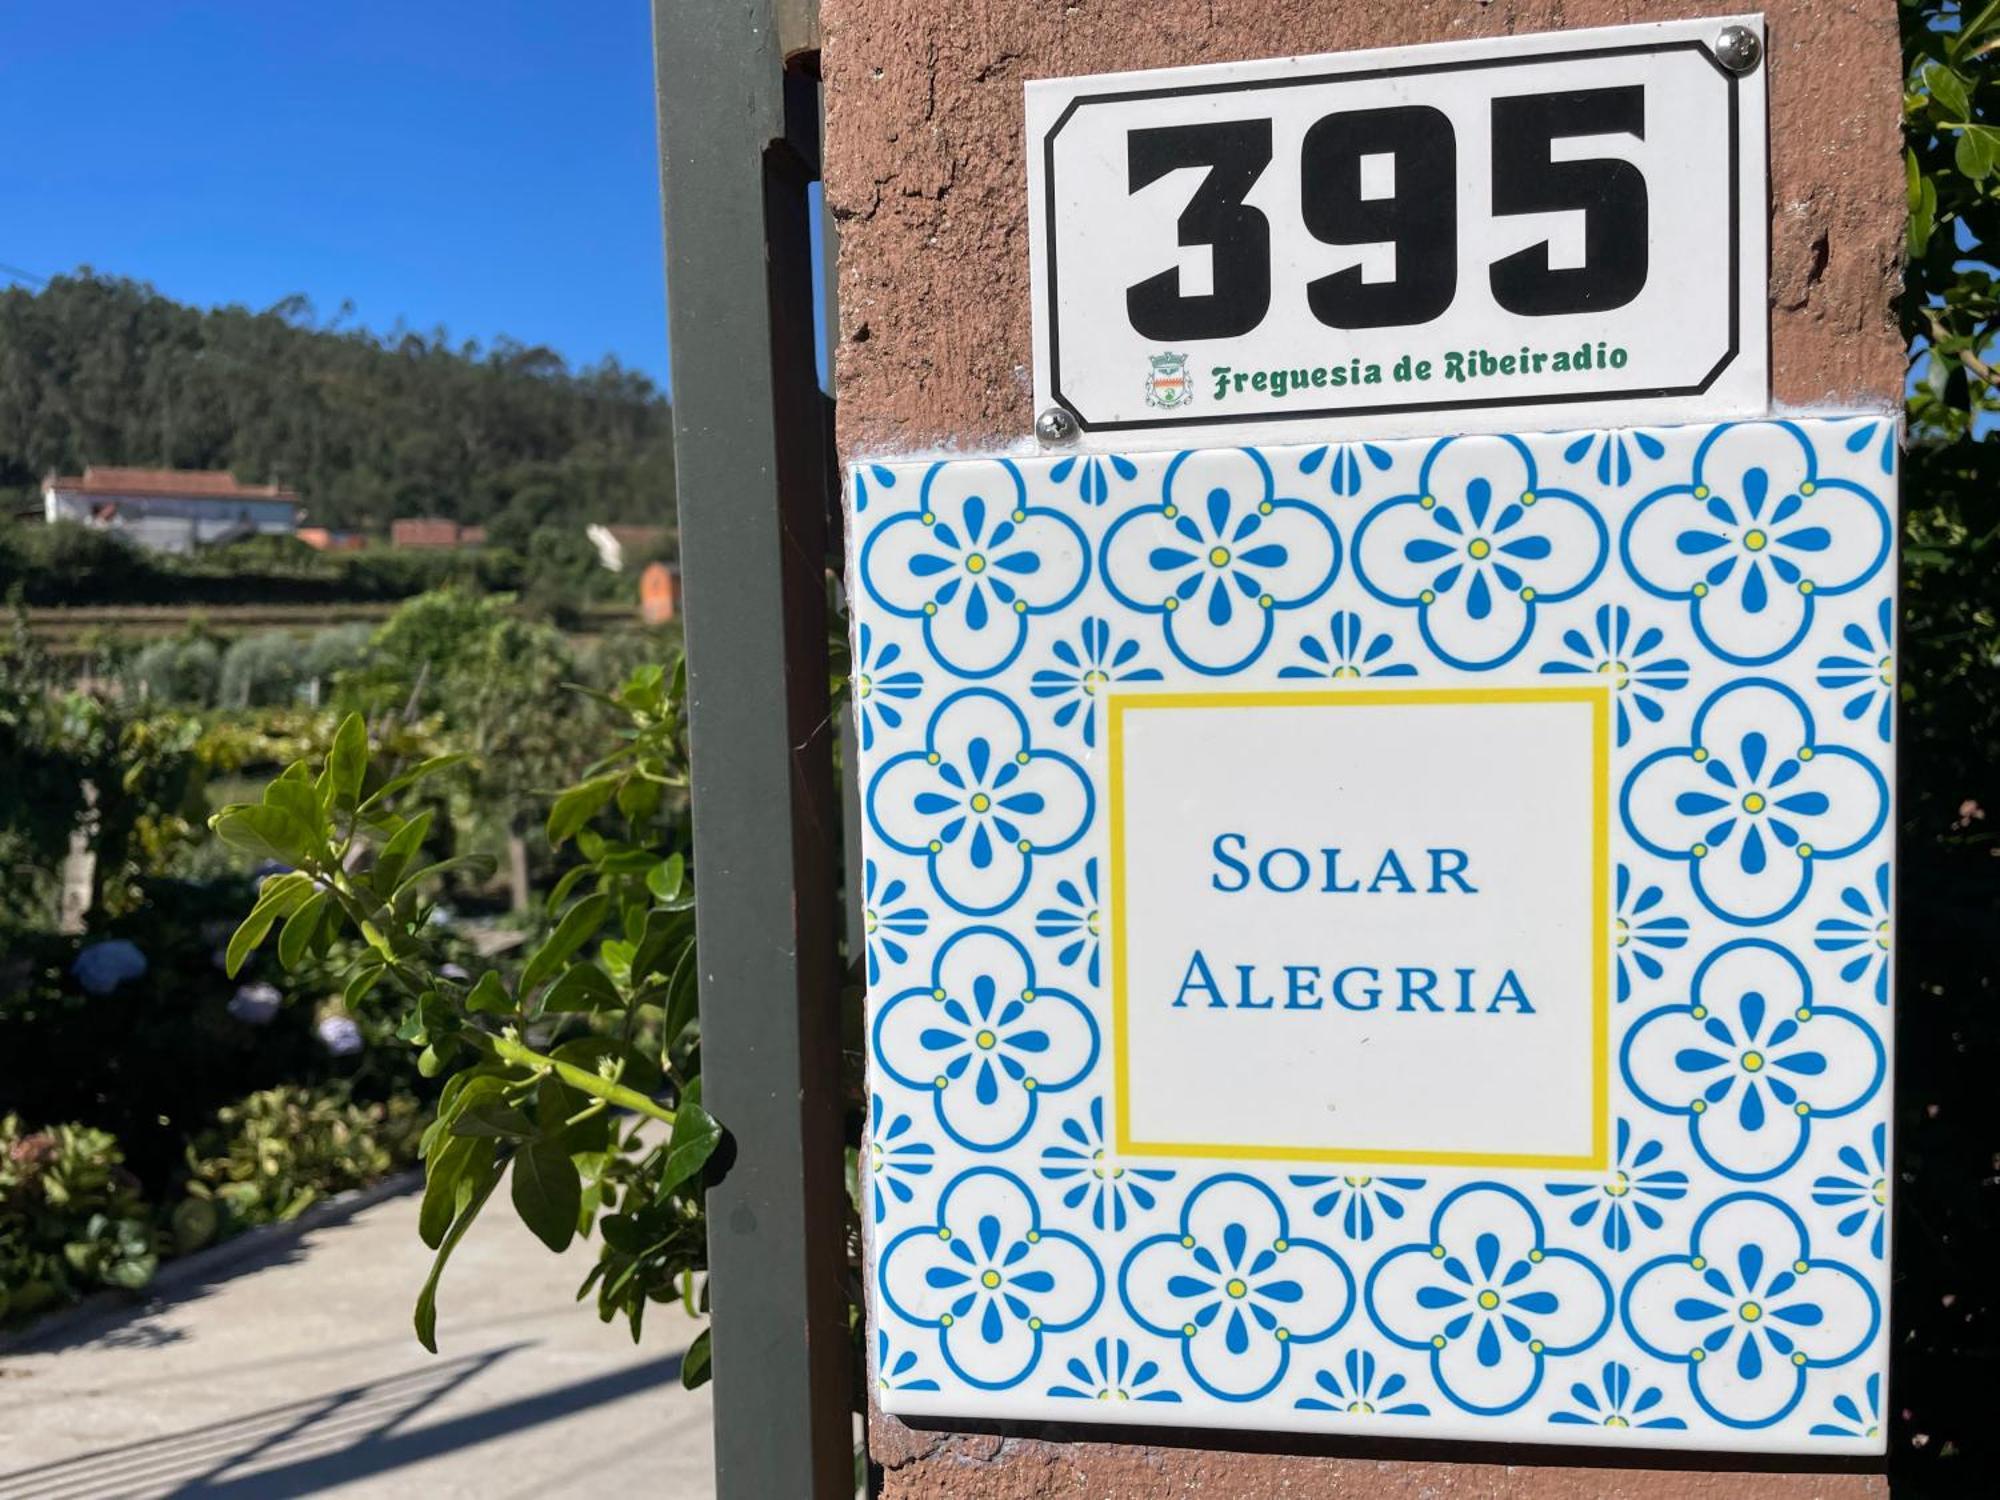 395
Freguesia de Ribeiradio
SOLAR
ALEGRIA